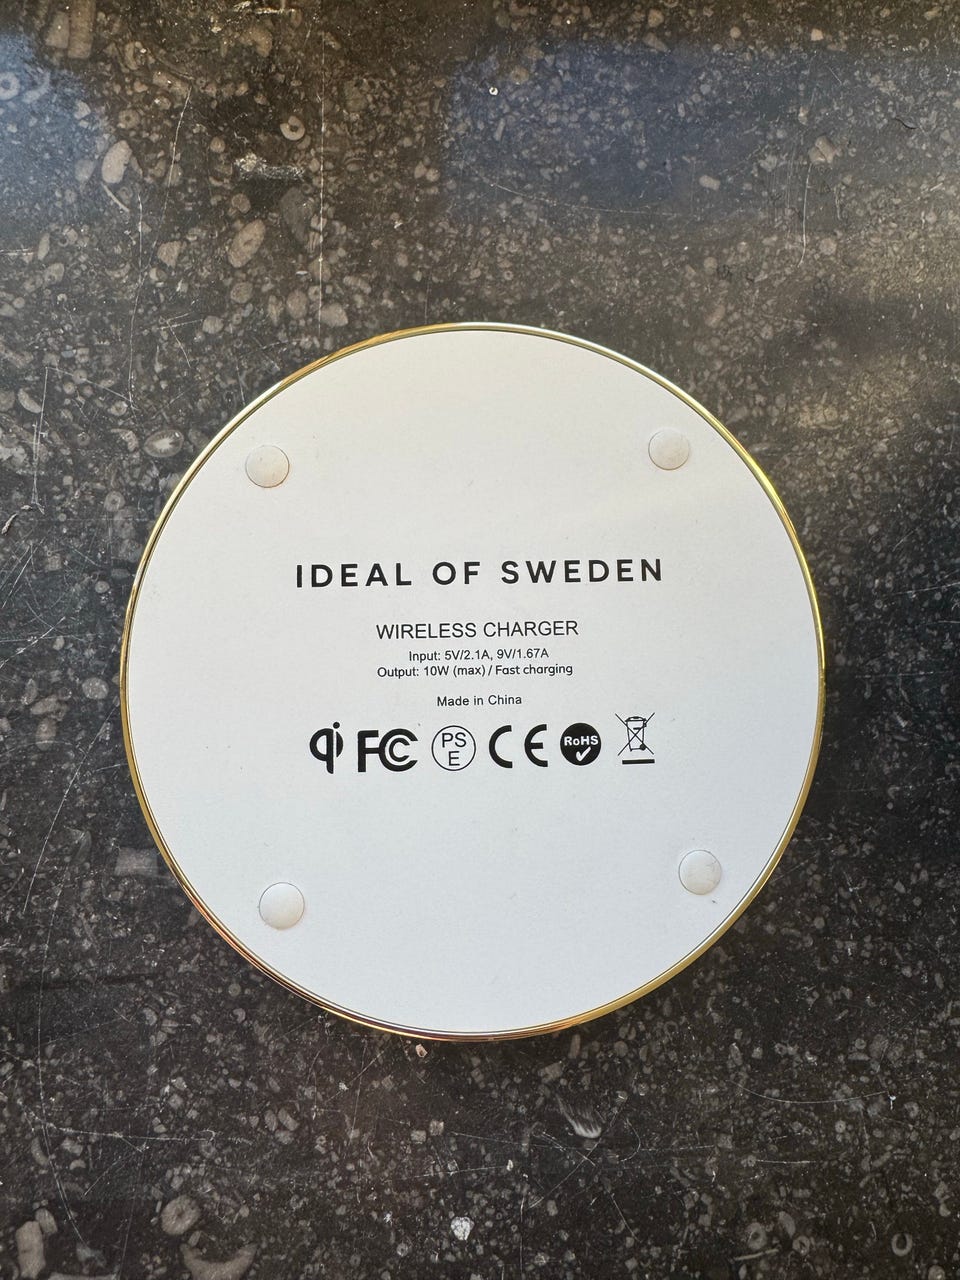 IDEAL OF SWEDEN
WIRELESS CHARGER
Input: 5V/2.1A, 9V/1.67A
Output: 10W (max) / Fast charging
Made in China
qi FC PS E CE RoHS